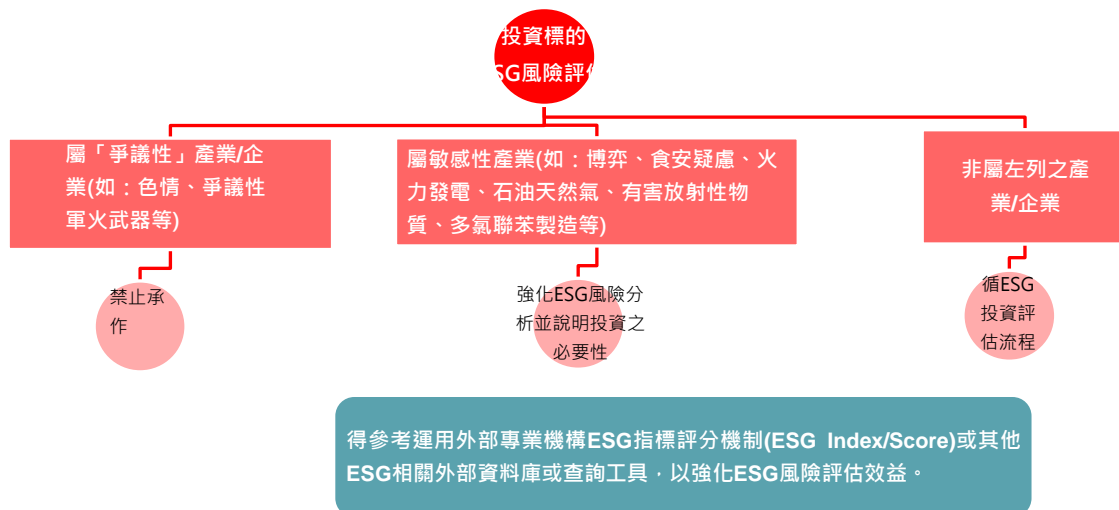 投資標的
SG風險評
屬「爭議性」產業/企
業(如：色情、爭議性
軍火武器等)
屬敏感性產業(如：博弈、食安疑慮、火
力發電、石油天然氣、有害放射性物
質、多氯聯苯製造等)
非屬左列之產
業/企業
禁止承
作
強化ESG風險分
析並說明投資之
必要性
循ESG
投資評
估流程
得參考運用外部專業機構ESG指標評分機制(ESG Index/Score)或其他
ESG相關外部資料庫或查詢工具，以強化ESG風險評估效益。